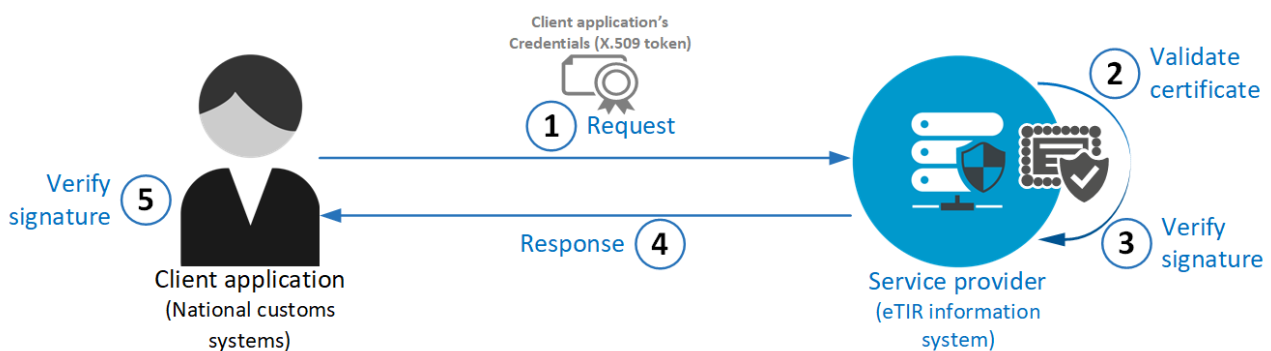 Client application’s
Credentials (X.509 token)
1 Request
2 Validate
certificate
Verify
signature
5
Response 4
3 Verify
signature
Client application
(National customs
systems)
Service provider
(eTIR information
system)